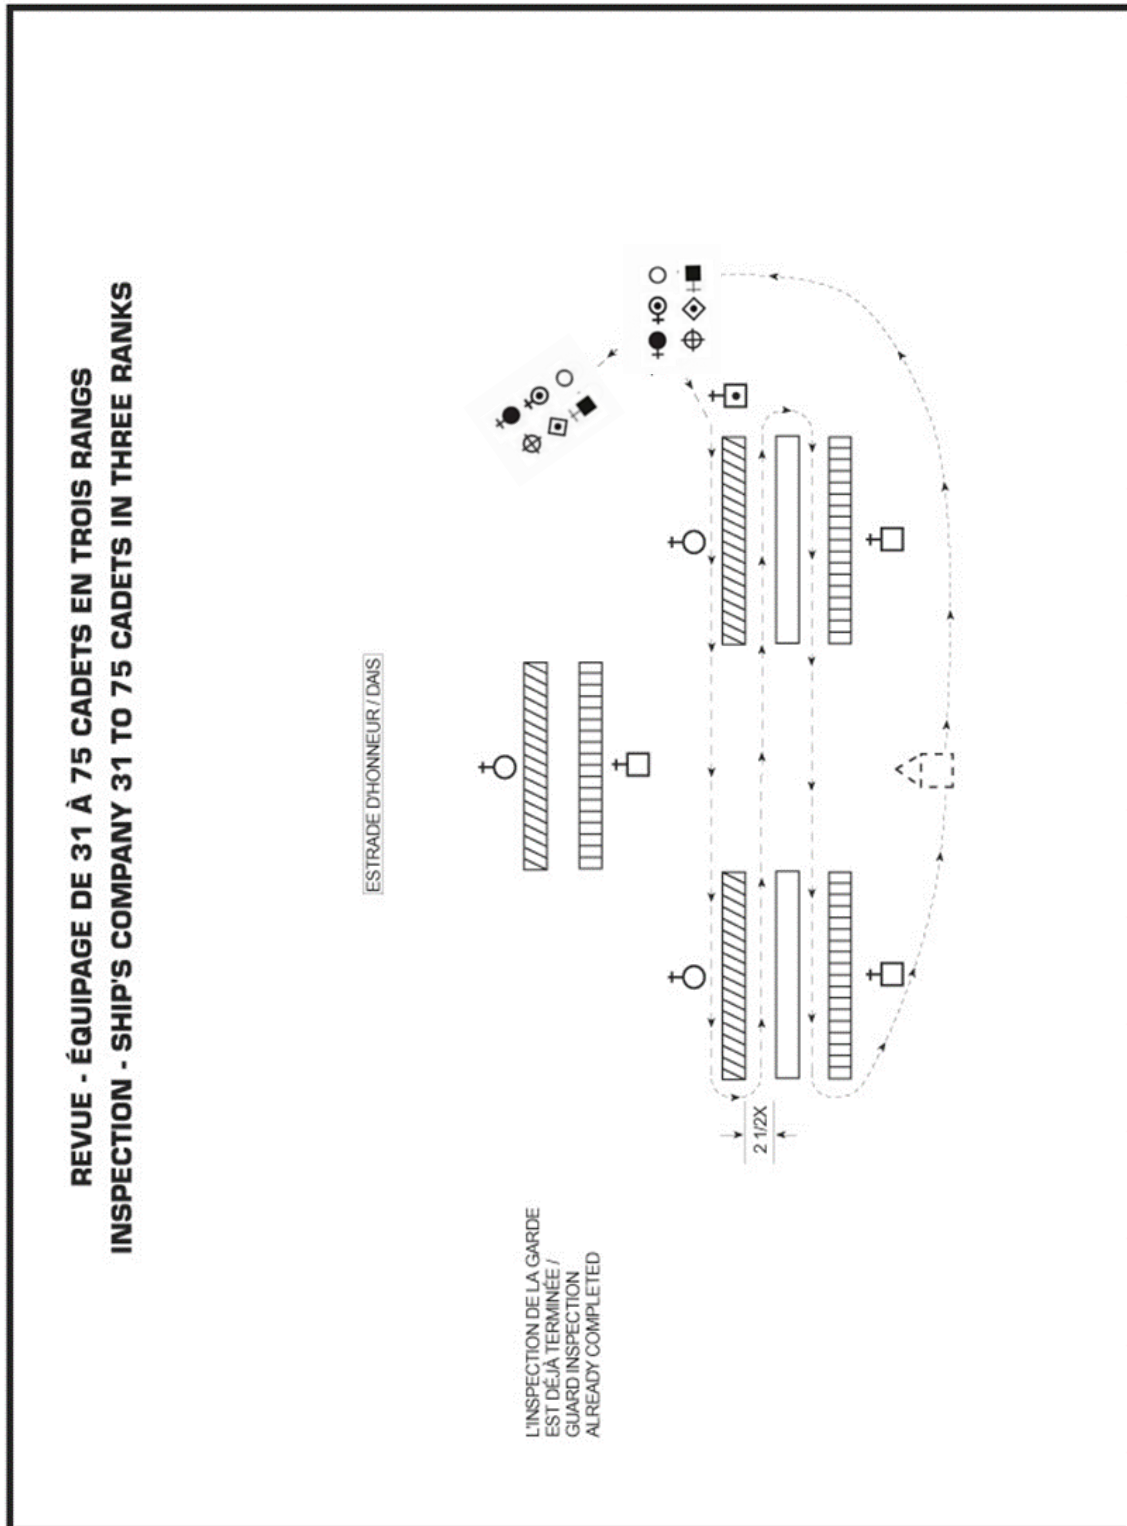 REVUE - ÉQUIPAGE DE 31 À 75 CADETS EN TROIS RANGS
INSPECTION - SHIP'S COMPANY 31 TO 75 CADETS IN THREE RANKS
ESTRADE D'HONNEUR / DAIS
L'INSPECTION DE LA GARDE
EST DÉJÀ TERMINÉE /
GUARD INSPECTION
ALREADY COMPLETED
2 1/2X